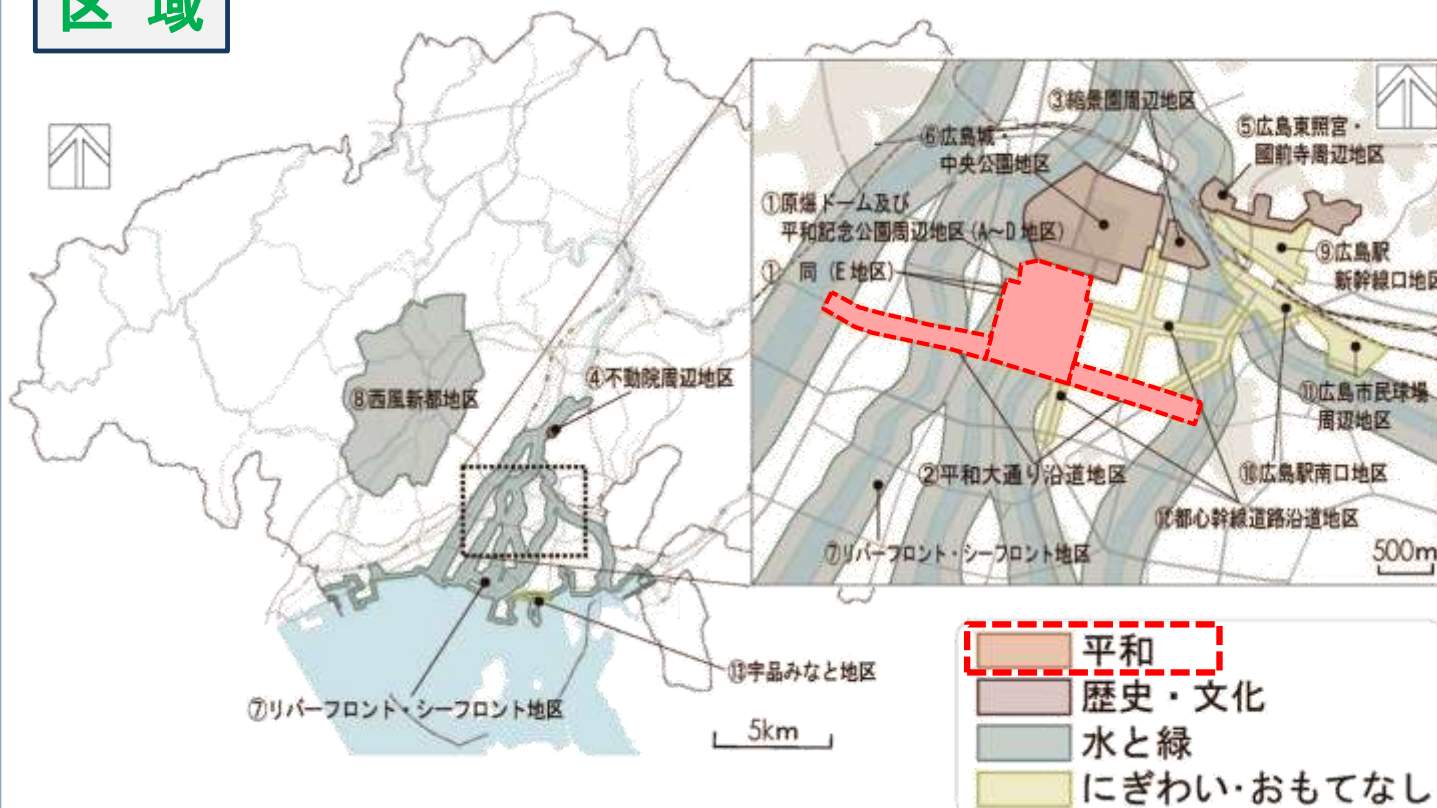 区 域
③縮景園周辺地区
⑥広島城・
中央公園地区
⑤広島東照宮・
國前寺周辺地区
①原爆ドーム及び
平和記念公園周辺地区(A~D地区)
① 同(E地区)
⑨広島駅
新幹線口地区
⑪広島市民球場
周辺地区
②平和大通り沿道地区
⑩広島駅南口地区
⑫都心幹線道路沿道地区
⑦リバーフロント・シーフロント地区
500m
④不動院周辺地区
⑧西風新都地区
⑬宇品みなと地区
⑦リバーフロント・シーフロント地区
5km
平和
歴史・文化
水と緑
にぎわい・おもてなし